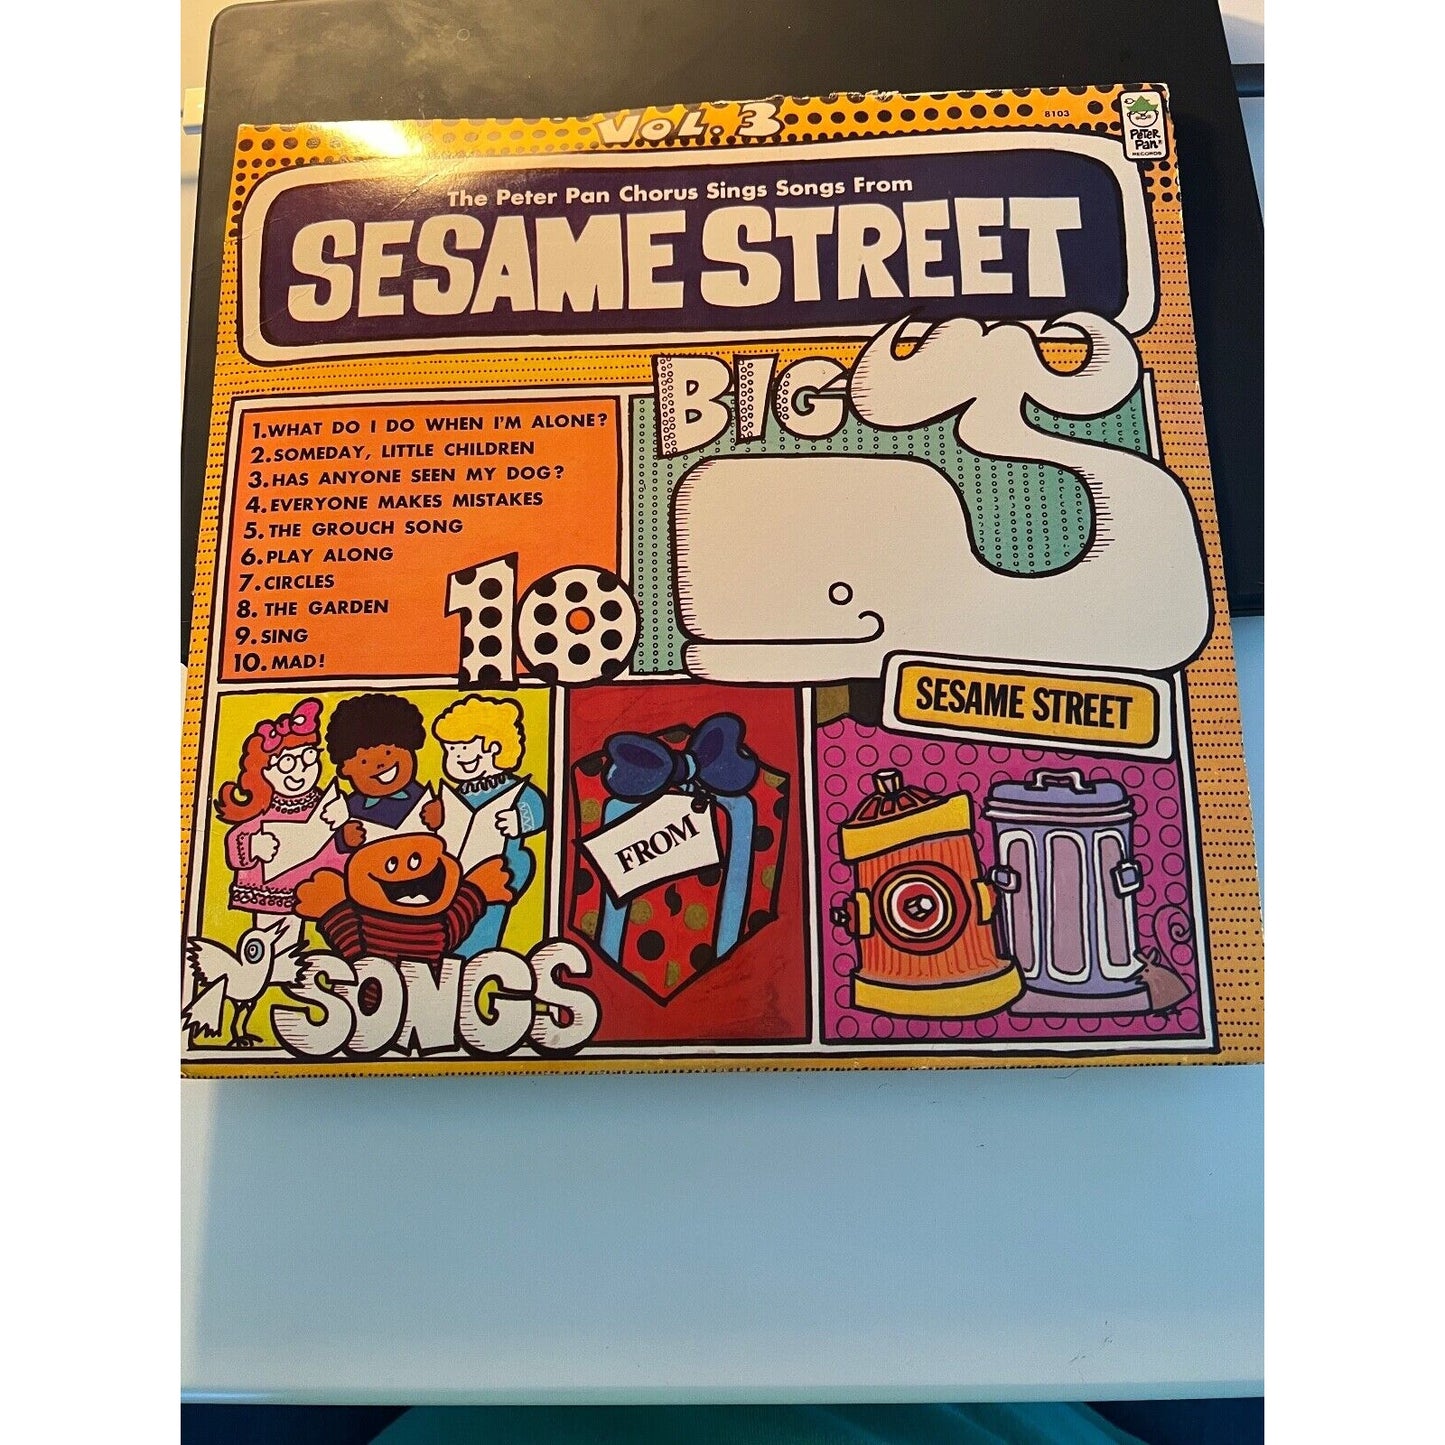 VOL. 3
8103
PETER
PAN®
RECORDS
The Peter Pan Chorus Sings Songs From
SESAME STREET
BIG
1. WHAT DO I DO WHEN I'M ALONE?
2. SOMEDAY, LITTLE CHILDREN
3. HAS ANYONE SEEN MY DOG?
4. EVERYONE MAKES MISTAKES
5. THE GROUCH SONG
6. PLAY ALONG
7. CIRCLES
8. THE GARDEN
9. SING
10. MAD!
10
SESAME STREET
FROM
SONGS